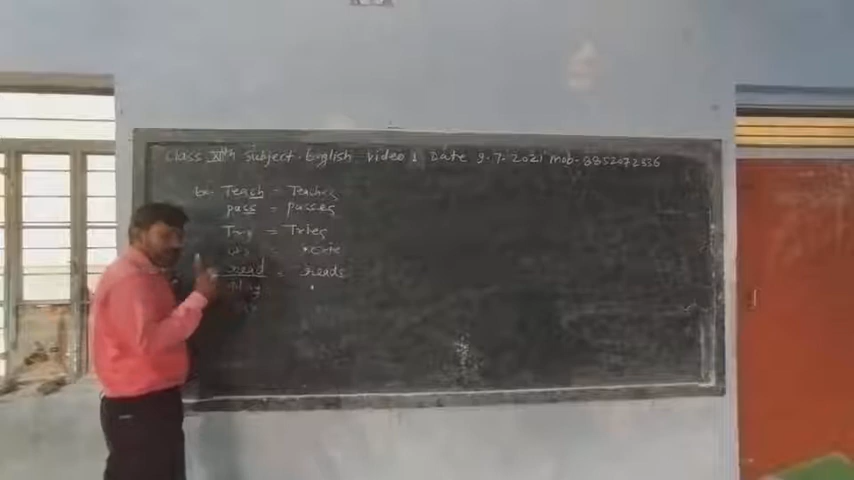 Class XIth Subject. English Video 1 Date 9.7.2021 Mob- 8852072536
Teach = Teaches
pass = passes
Try = Tries
read = reads